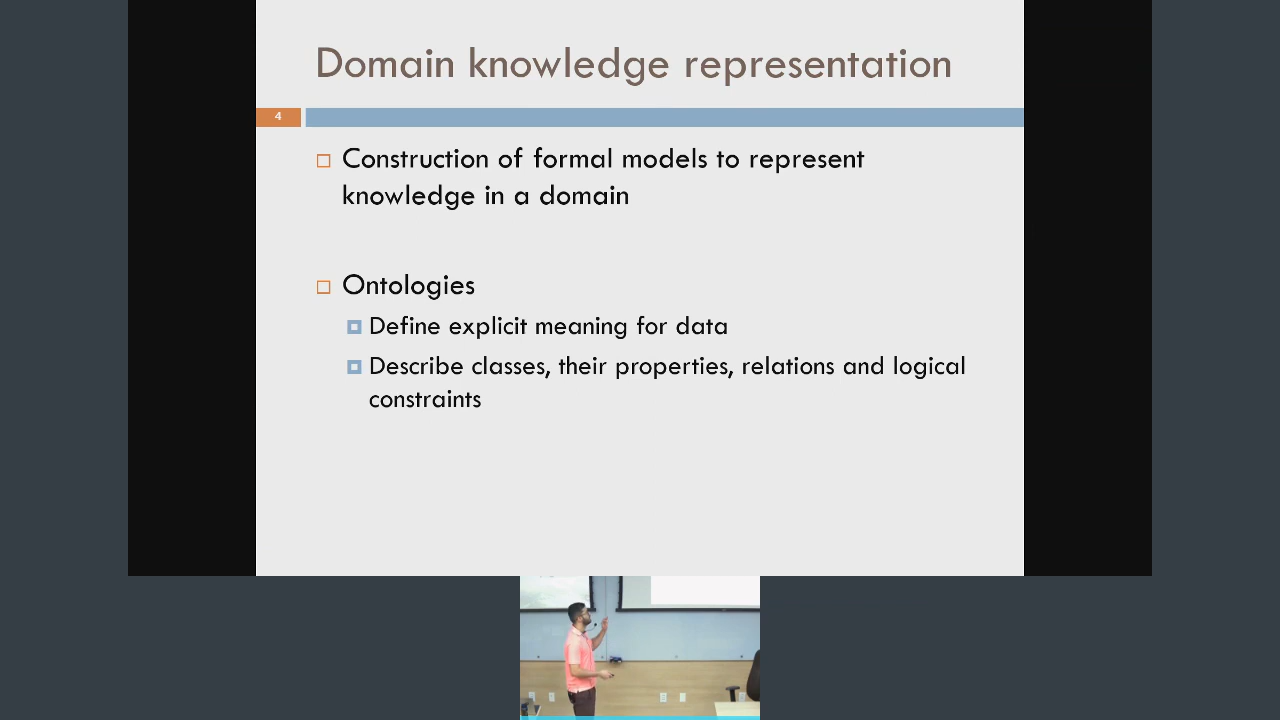 Domain knowledge representation
4
Construction of formal models to represent
knowledge in a domain
Ontologies
Define explicit meaning for data
Describe classes, their properties, relations and logical
constraints